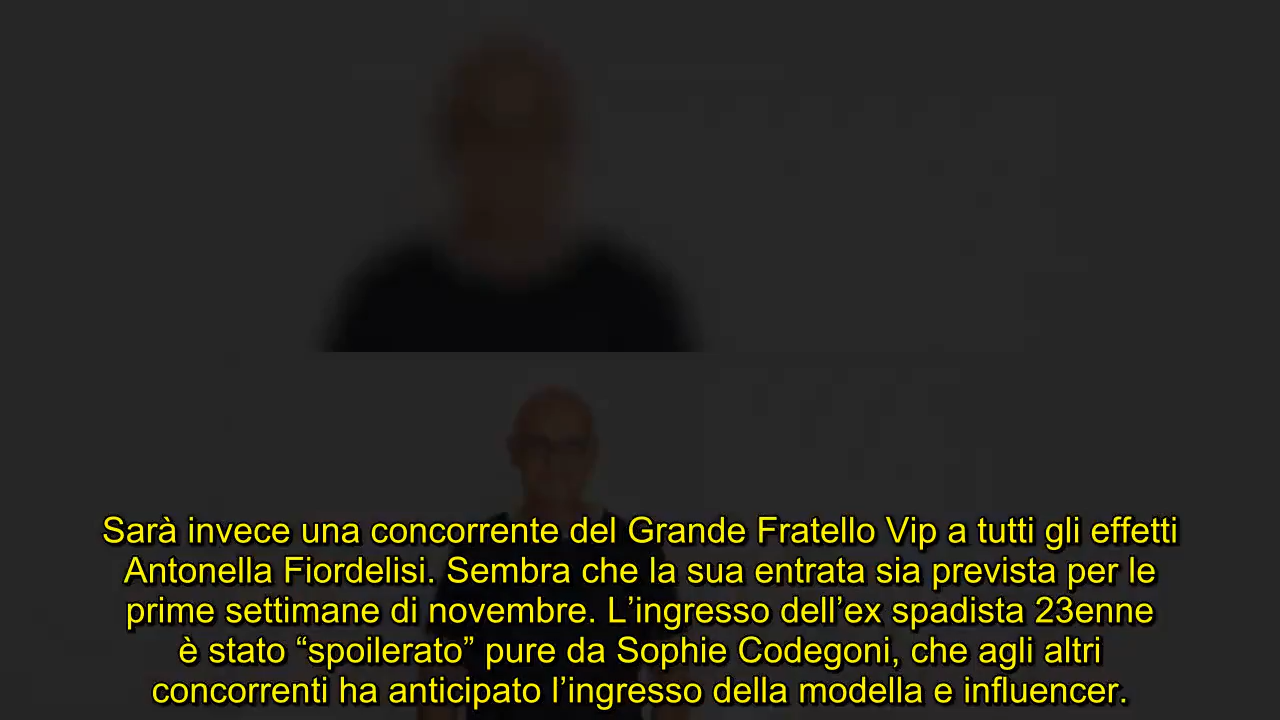 Sarà invece una concorrente del Grande Fratello Vip a tutti gli effetti
Antonella Fiordelisi. Sembra che la sua entrata sia prevista per le
prime settimane di novembre. L’ingresso dell’ex spadista 23enne
è stato “spoilerato” pure da Sophie Codegoni, che agli altri
concorrenti ha anticipato l’ingresso della modella e influencer.